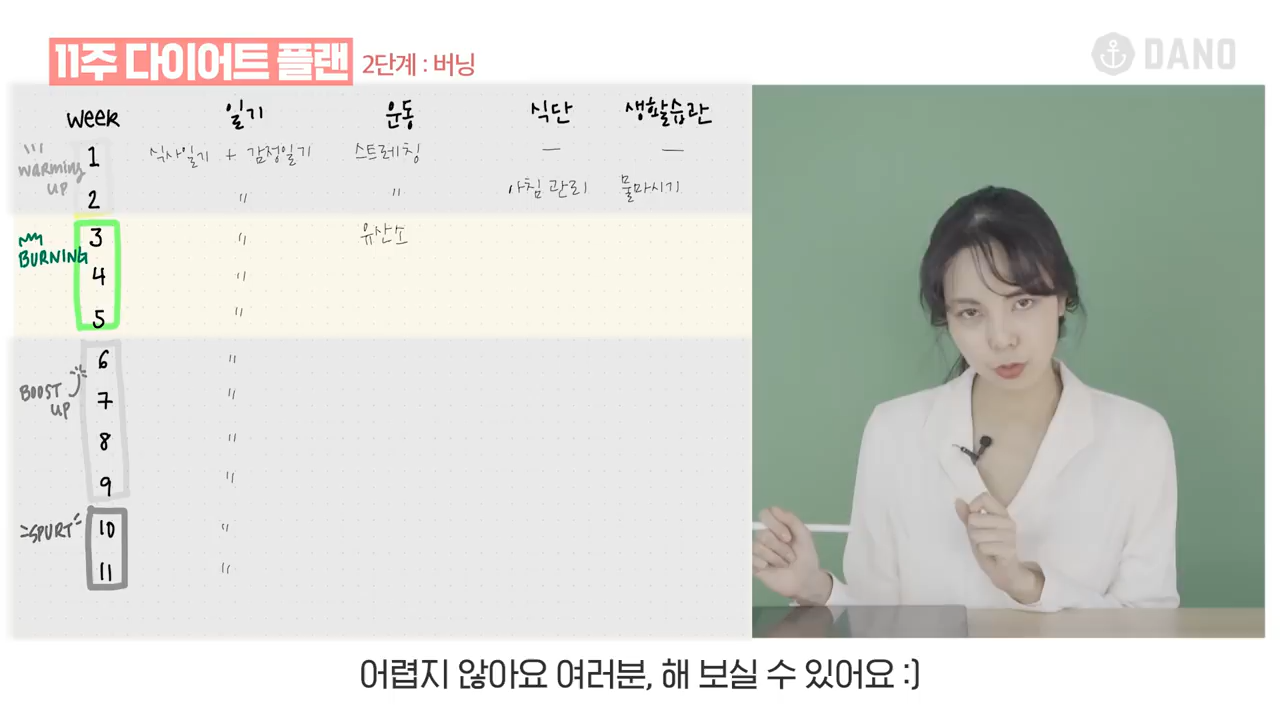 11주 다이어트 플랜 2단계 : 버닝
DANO
week 일기 운동 식단 생활습관
WARMING UP
1 식사일기 + 감정일기 스트레칭 — —
2 〃 〃 아침 관리 물마시기
BURNING
3 〃 유산소
4 〃
5 〃
BOOST UP
6 〃
7 〃
8 〃
9 〃
SPURT
10 〃
11 〃
어렵지 않아요 여러분, 해 보실 수 있어요 :)